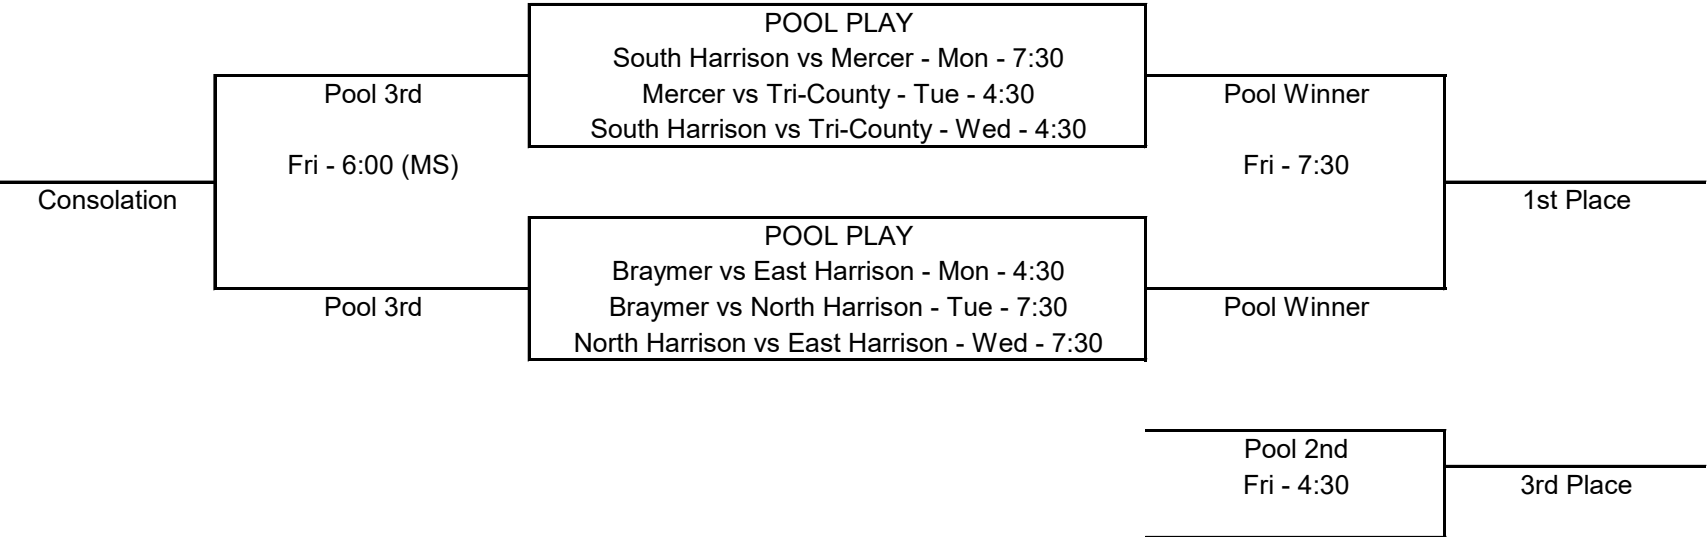 POOL PLAY
South Harrison vs Mercer - Mon - 7:30
Pool 3rd
Mercer vs Tri-County - Tue - 4:30
Pool Winner
South Harrison vs Tri-County - Wed - 4:30
Fri - 6:00 (MS)
Fri - 7:30
Consolation
1st Place
POOL PLAY
Braymer vs East Harrison - Mon - 4:30
Pool 3rd
Braymer vs North Harrison - Tue - 7:30
Pool Winner
North Harrison vs East Harrison - Wed - 7:30
Pool 2nd
Fri - 4:30
3rd Place